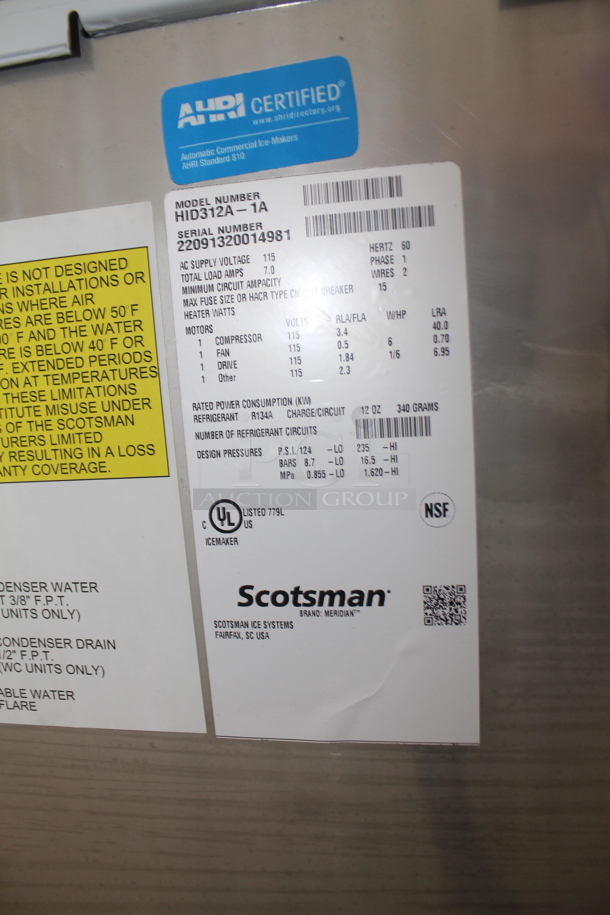 AHRI CERTIFIED®
www.ahridirectory.org
Automatic Commercial Ice-Makers
AHRI Standard 810
MODEL NUMBER
HID312A-1A
SERIAL NUMBER
22091320014981
AC SUPPLY VOLTAGE 115 HERTZ 60
TOTAL LOAD AMPS 7.0 PHASE 1
MINIMUM CIRCUIT AMPACITY WIRES 2
MAX FUSE SIZE OR HACR TYPE CIRCUIT BREAKER 15
HEATER WATTS
MOTORS VOLTS RLA/FLA W/HP LRA
1 COMPRESSOR 115 3.4 40.0
1 FAN 115 0.5 6 0.70
1 DRIVE 115 1.84 1/6 6.95
1 Other 115 2.3
RATED POWER CONSUMPTION (KW)
REFRIGERANT R134A CHARGE/CIRCUIT 12 OZ 340 GRAMS
NUMBER OF REFRIGERANT CIRCUITS
DESIGN PRESSURES P.S.I. 124 -LO 235 -HI
BARS 8.7 -LO 16.5 -HI
MPa 0.855 -LO 1.620 -HI
C UL US LISTED 779L
ICEMAKER
NSF
Scotsman®
BRAND: MERIDIAN™
SCOTSMAN ICE SYSTEMS
FAIRFAX, SC USA
E IS NOT DESIGNED
R INSTALLATIONS OR
NS WHERE AIR
RES ARE BELOW 50°F
0°F AND THE WATER
RE IS BELOW 40°F OR
F. EXTENDED PERIODS
ON AT TEMPERATURES
THESE LIMITATIONS
TITUTE MISUSE UNDER
S OF THE SCOTSMAN
TURERS LIMITED
Y RESULTING IN A LOSS
ANTY COVERAGE.
DENSER WATER
T 3/8" F.P.T.
UNITS ONLY)
CONDENSER DRAIN
1/2" F.P.T.
(WC UNITS ONLY)
ABLE WATER
FLARE
PSI
AUCTION GROUP